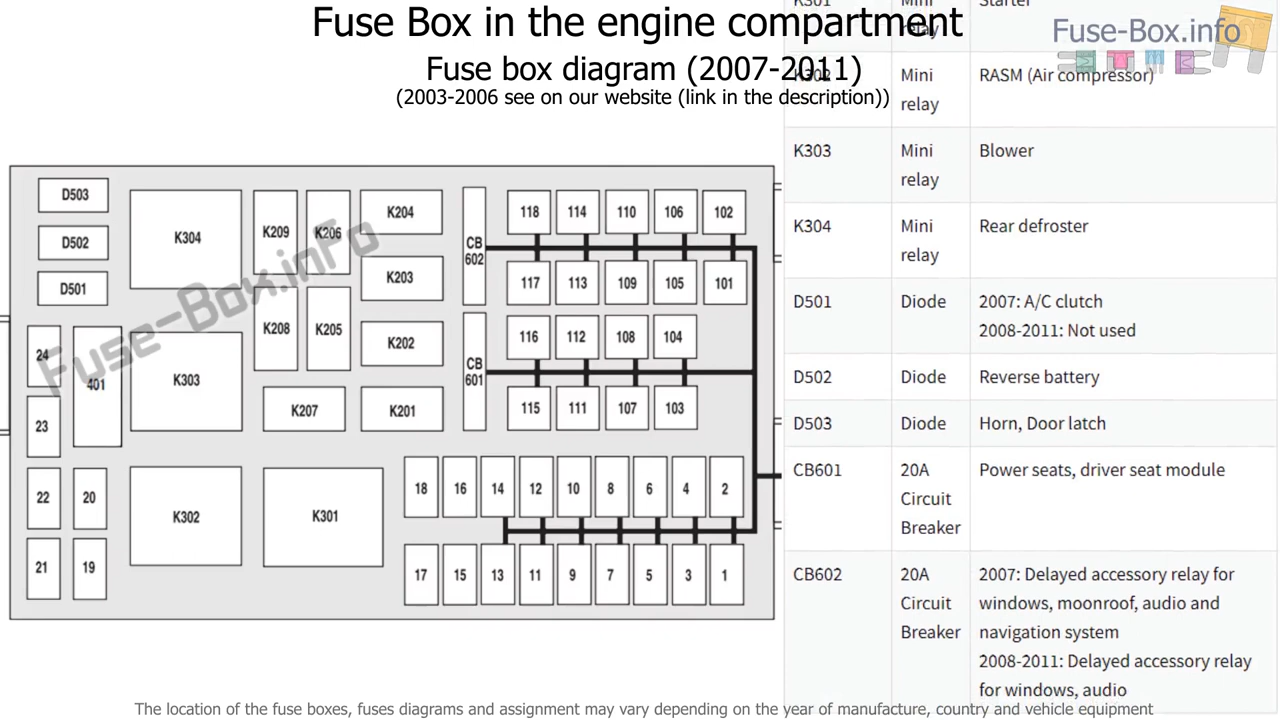 Fuse Box in the engine compartment
Fuse box diagram (2007-2011)
(2003-2006 see on our website (link in the description))
Fuse-Box.info
K301 Mini relay Starter
K302 Mini
relay RASM (Air compressor)
K303 Mini
relay Blower
K304 Mini
relay Rear defroster
D501 Diode 2007: A/C clutch
2008-2011: Not used
D502 Diode Reverse battery
D503 Diode Horn, Door latch
CB601 20A
Circuit
Breaker Power seats, driver seat module
CB602 20A
Circuit
Breaker 2007: Delayed accessory relay for
windows, moonroof, audio and
navigation system
2008-2011: Delayed accessory relay
for windows, audio
D503
D502
D501
K304
K209
K206
K204
K203
CB
602
118 114 110 106 102
117 113 109 105 101
24
23
401
K303
K208
K205
K202
K207
K201
CB
601
116 112 108 104
115 111 107 103
22 20
21 19
K302
K301
18 16 14 12 10 8 6 4 2
17 15 13 11 9 7 5 3 1
Fuse-Box.inFo
The location of the fuse boxes, fuses diagrams and assignment may vary depending on the year of manufacture, country and vehicle equipment